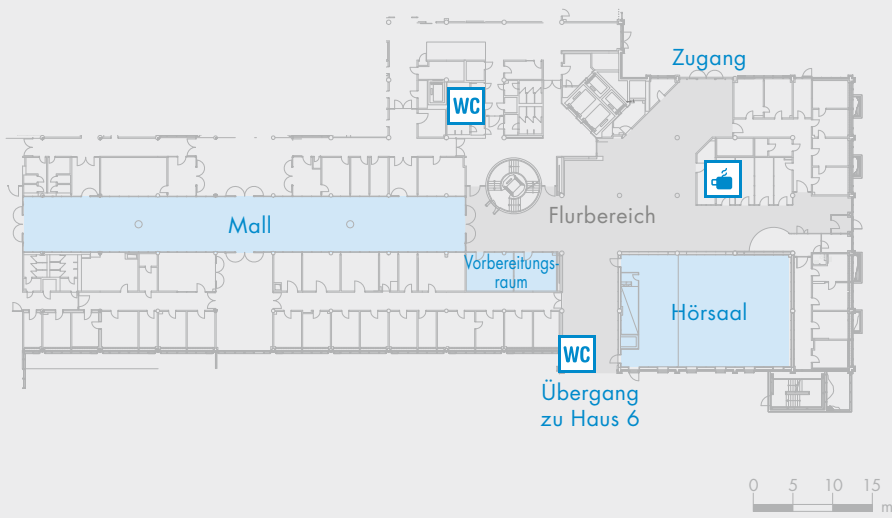 Zugang
WC
Flurbereich
Mall
Vorbereitungs-
raum
Hörsaal
WC
Übergang
zu Haus 6
0 5 10 15
m